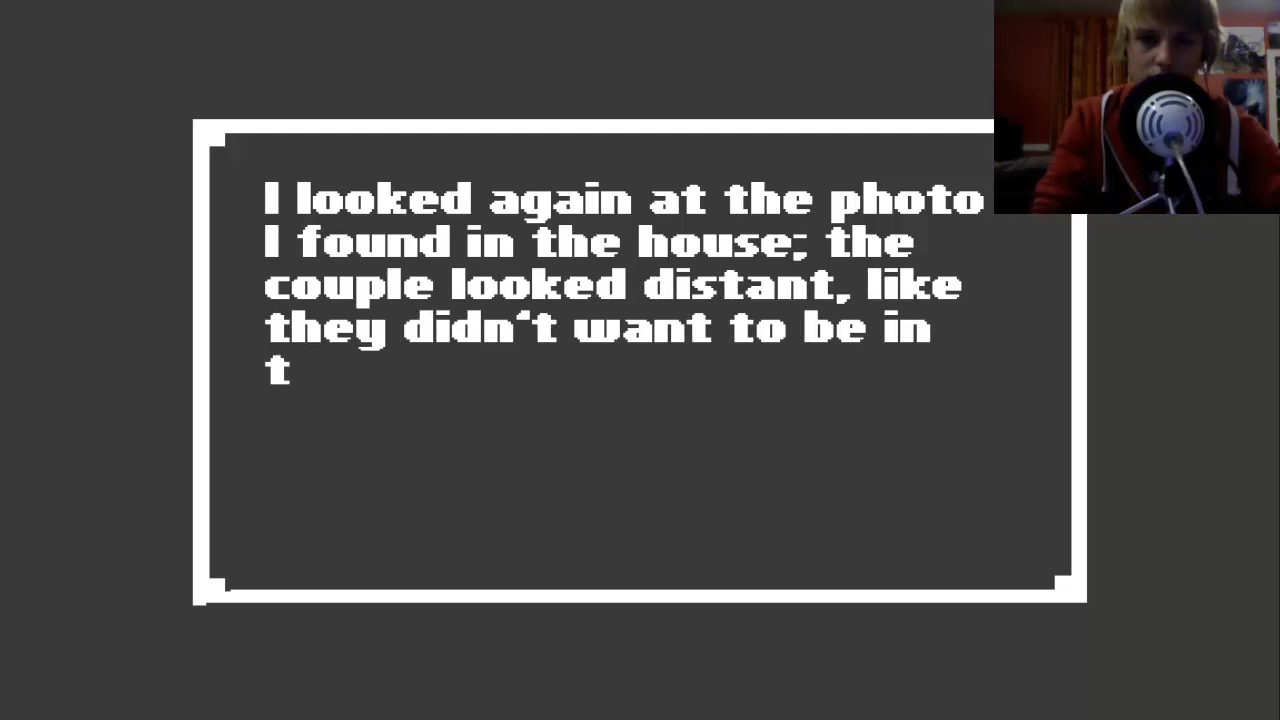 I looked again at the photo
I found in the house; the
couple looked distant, like
they didn't want to be in
t